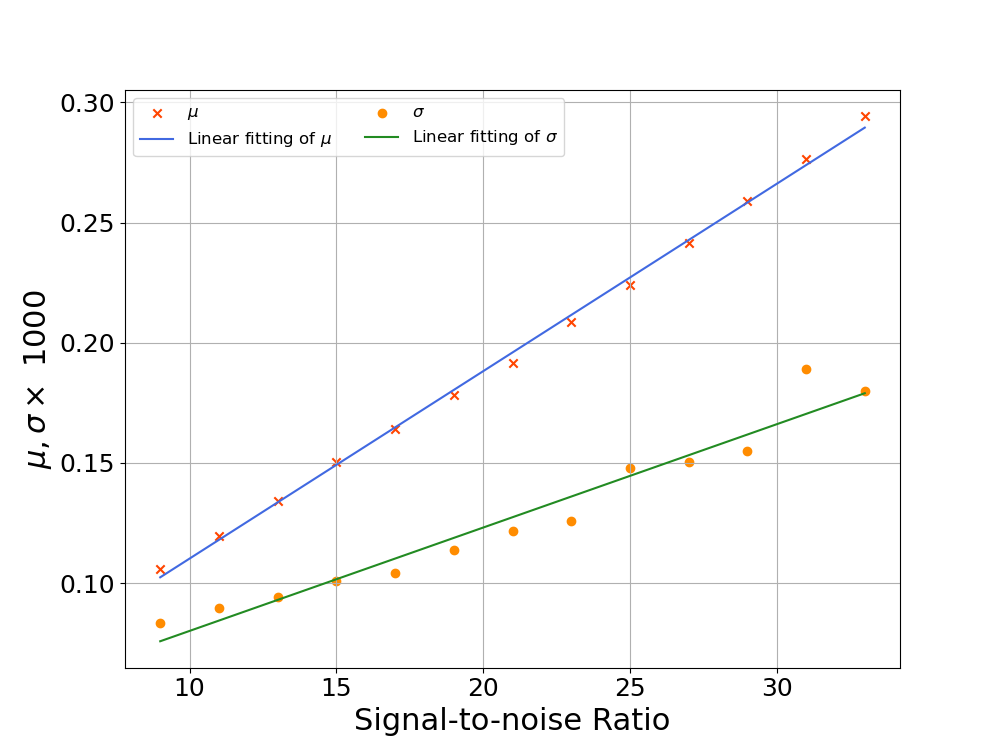 μ
Linear fitting of μ
σ
Linear fitting of σ
0.30
0.25
0.20
0.15
0.10
μ, σ × 1000
10 15 20 25 30
Signal-to-noise Ratio